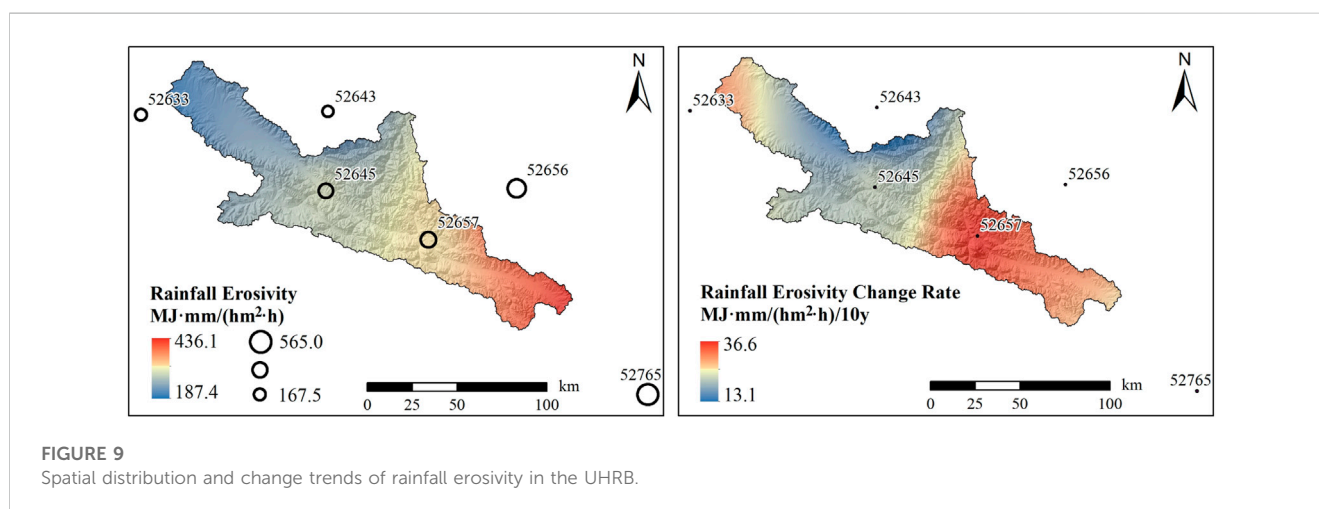 N
52633
52643
52645
52656
52657
Rainfall Erosivity
MJ·mm/(hm²·h)
436.1
187.4
565.0
167.5
km
0 25 50 100
52765
N
52633
52643
52645
52656
52657
Rainfall Erosivity Change Rate
MJ·mm/(hm²·h)/10y
36.6
13.1
km
0 25 50 100
52765
FIGURE 9
Spatial distribution and change trends of rainfall erosivity in the UHRB.